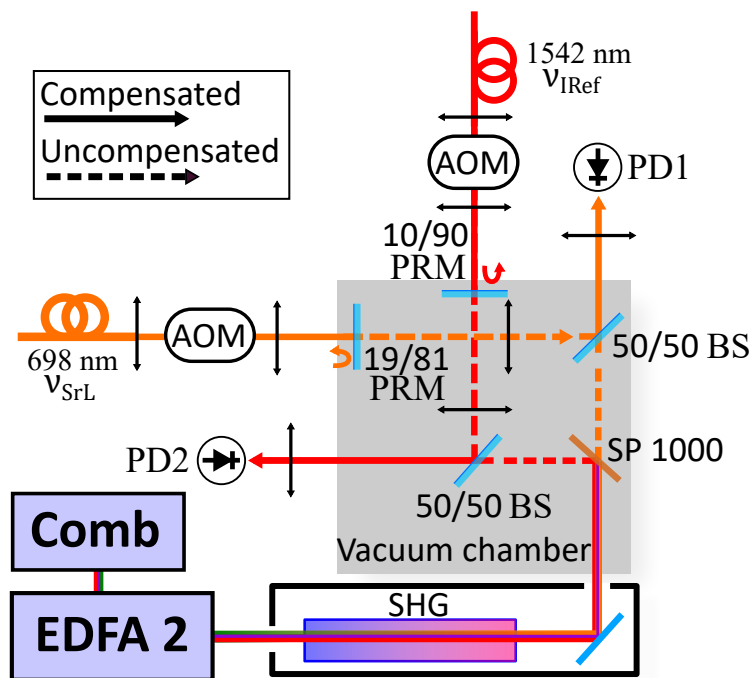 1542 nm
νIRef
Compensated
Uncompensated
AOM
PD1
10/90
PRM
AOM
50/50 BS
698 nm
νSrL
19/81
PRM
PD2
SP 1000
50/50 BS
Vacuum chamber
Comb
SHG
EDFA 2